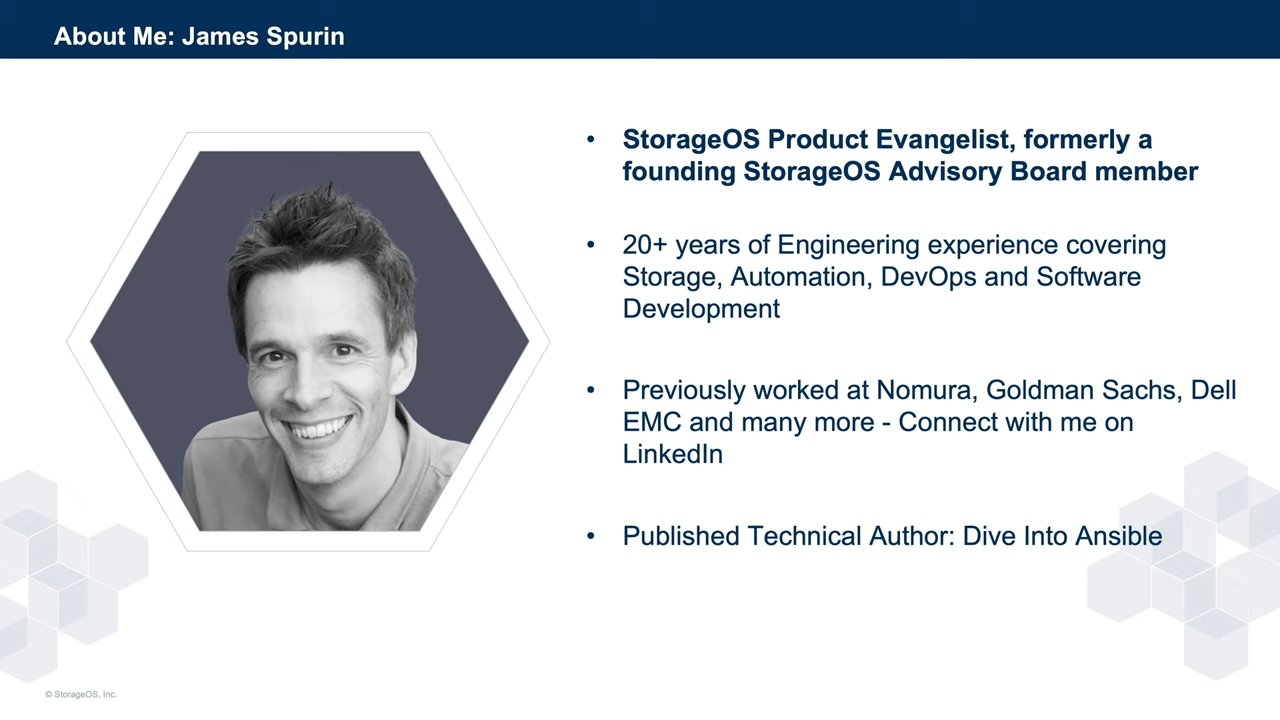 About Me: James Spurin
• StorageOS Product Evangelist, formerly a
founding StorageOS Advisory Board member
• 20+ years of Engineering experience covering
Storage, Automation, DevOps and Software
Development
• Previously worked at Nomura, Goldman Sachs, Dell
EMC and many more - Connect with me on
LinkedIn
• Published Technical Author: Dive Into Ansible
© StorageOS, Inc.